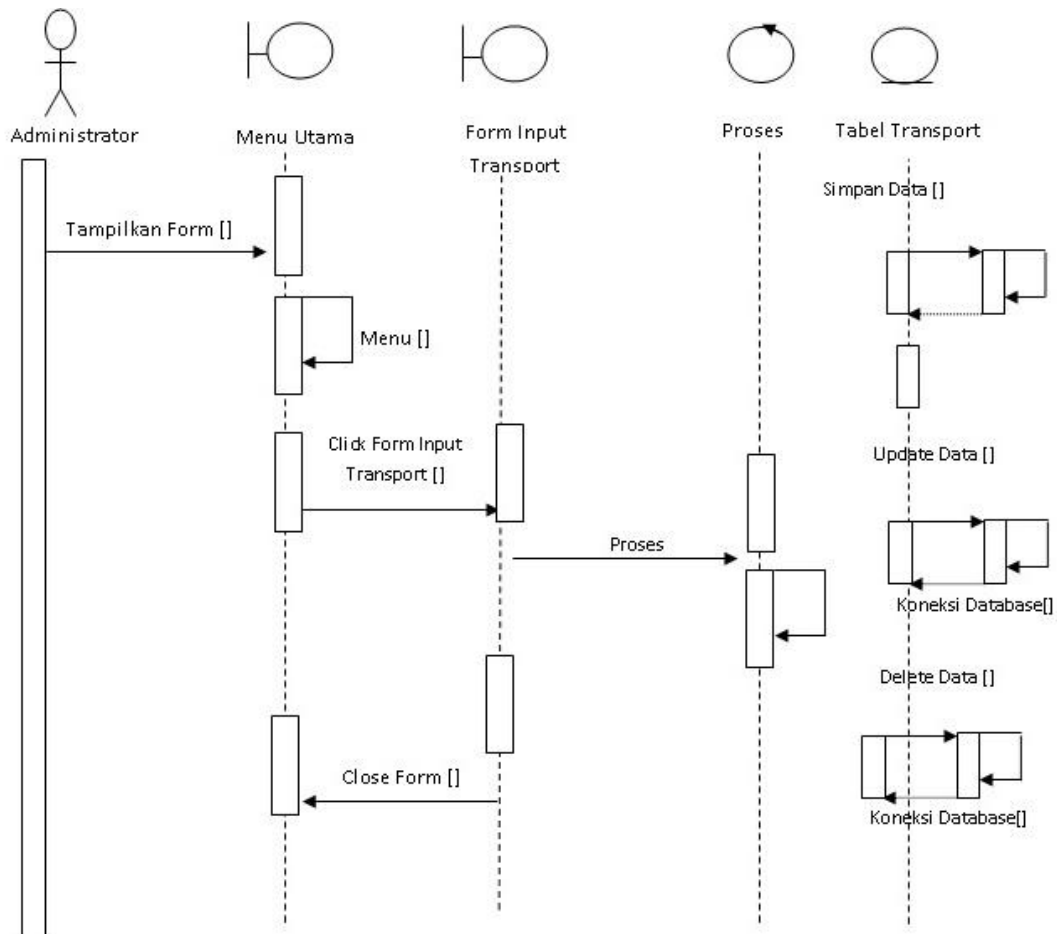 Administrator
Menu Utama
Form Input
Transport
Proses
Tabel Transport
Simpan Data []
Tampilkan Form []
Menu []
Click Form Input
Transport []
Update Data []
Proses
Koneksi Database[]
Delete Data []
Close Form []
Koneksi Database[]